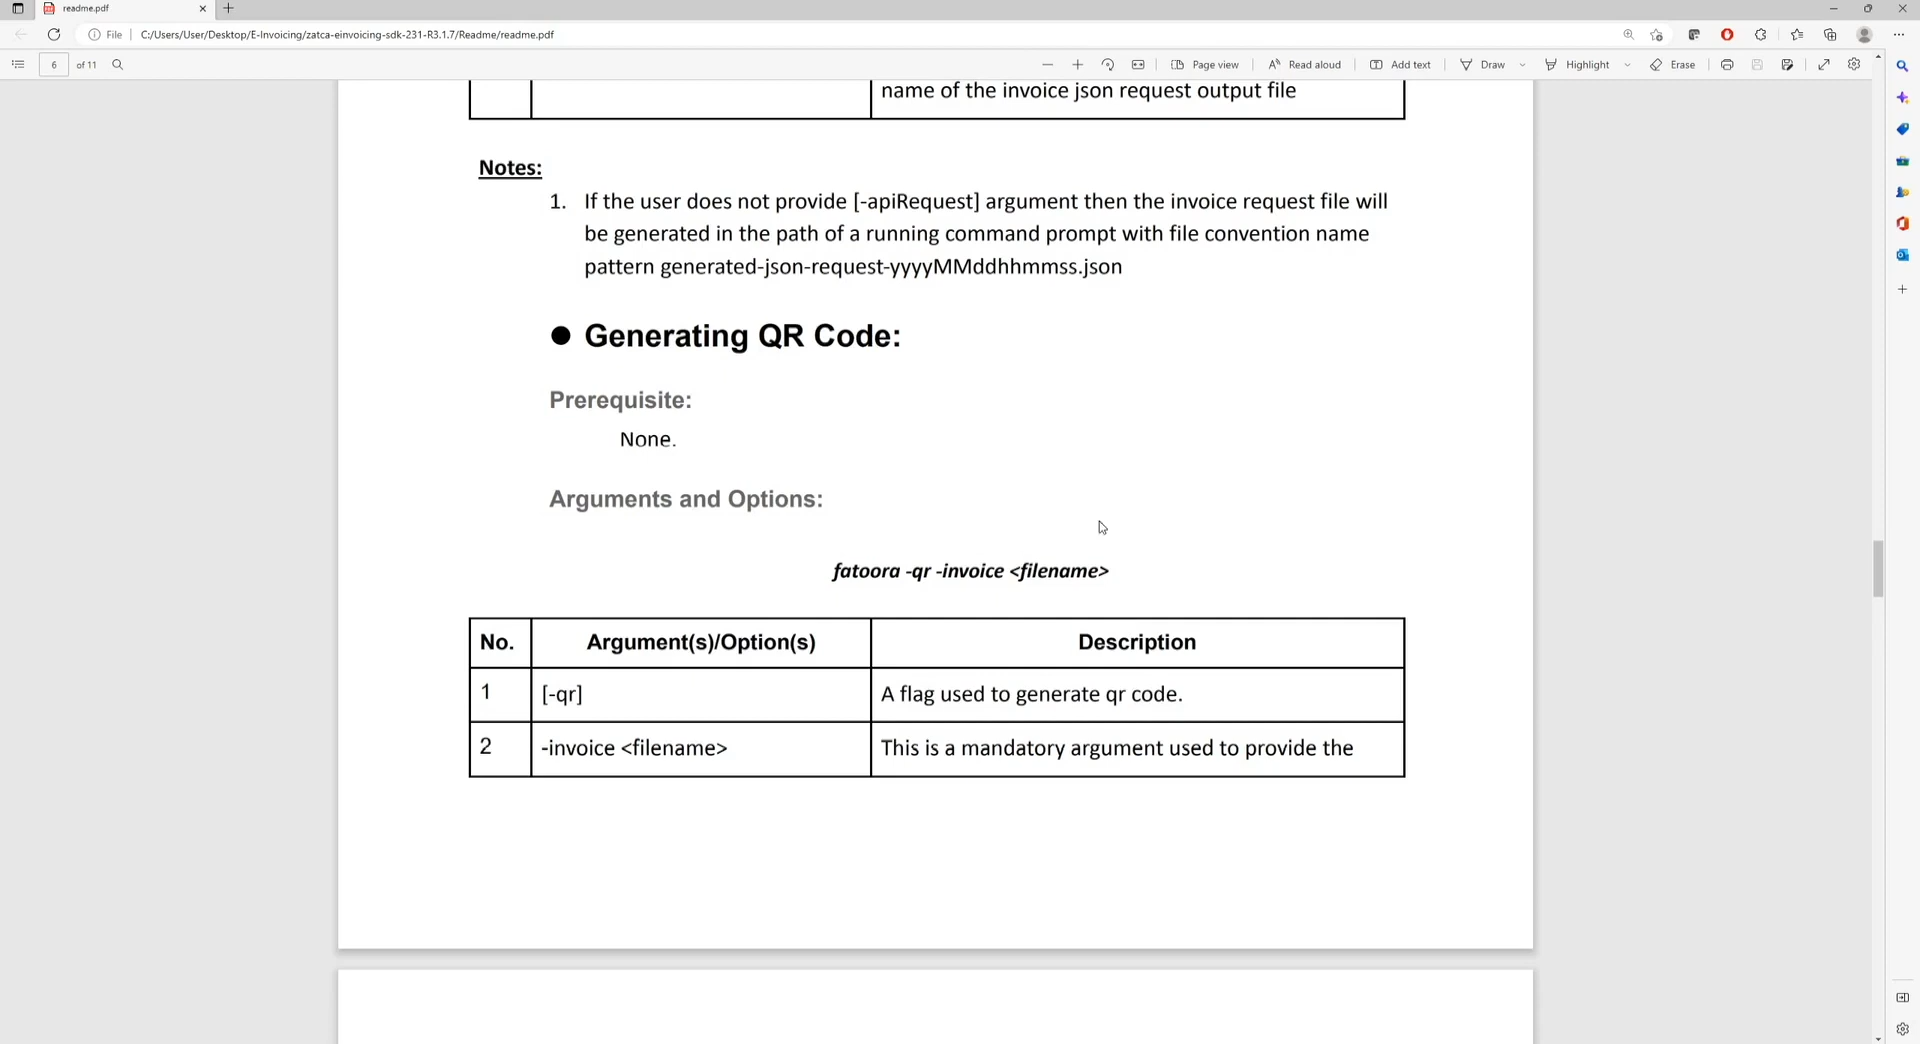 readme.pdf
File
C:/Users/User/Desktop/E-Invoicing/zatca-einvoicing-sdk-231-R3.1.7/Readme/readme.pdf
6 of 11
Page view
Read aloud
Add text
Draw
Highlight
Erase
name of the invoice json request output file
Notes:
1. If the user does not provide [-apiRequest] argument then the invoice request file will
be generated in the path of a running command prompt with file convention name
pattern generated-json-request-yyyyMMddhhmmss.json
● Generating QR Code:
Prerequisite:
None.
Arguments and Options:
fatoora -qr -invoice <filename>
No. Argument(s)/Option(s) Description
1 [-qr] A flag used to generate qr code.
2 -invoice <filename> This is a mandatory argument used to provide the